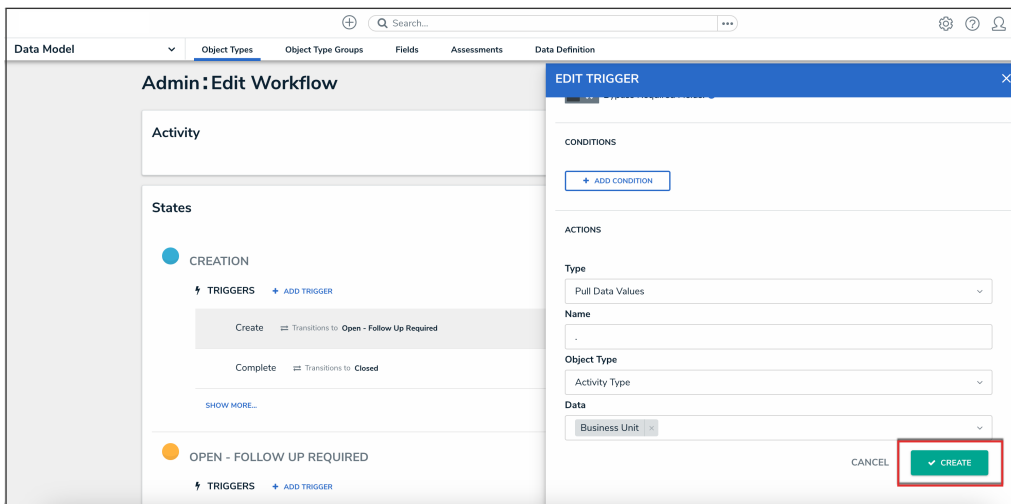 Search...
Data Model
Object Types
Object Type Groups
Fields
Assessments
Data Definition
Admin:Edit Workflow
Activity
States
CREATION
TRIGGERS + ADD TRIGGER
Create Transitions to Open - Follow Up Required
Complete Transitions to Closed
SHOW MORE...
OPEN - FOLLOW UP REQUIRED
TRIGGERS + ADD TRIGGER
EDIT TRIGGER
CONDITIONS
+ ADD CONDITION
ACTIONS
Type
Pull Data Values
Name
.
Object Type
Activity Type
Data
Business Unit ×
CANCEL
CREATE